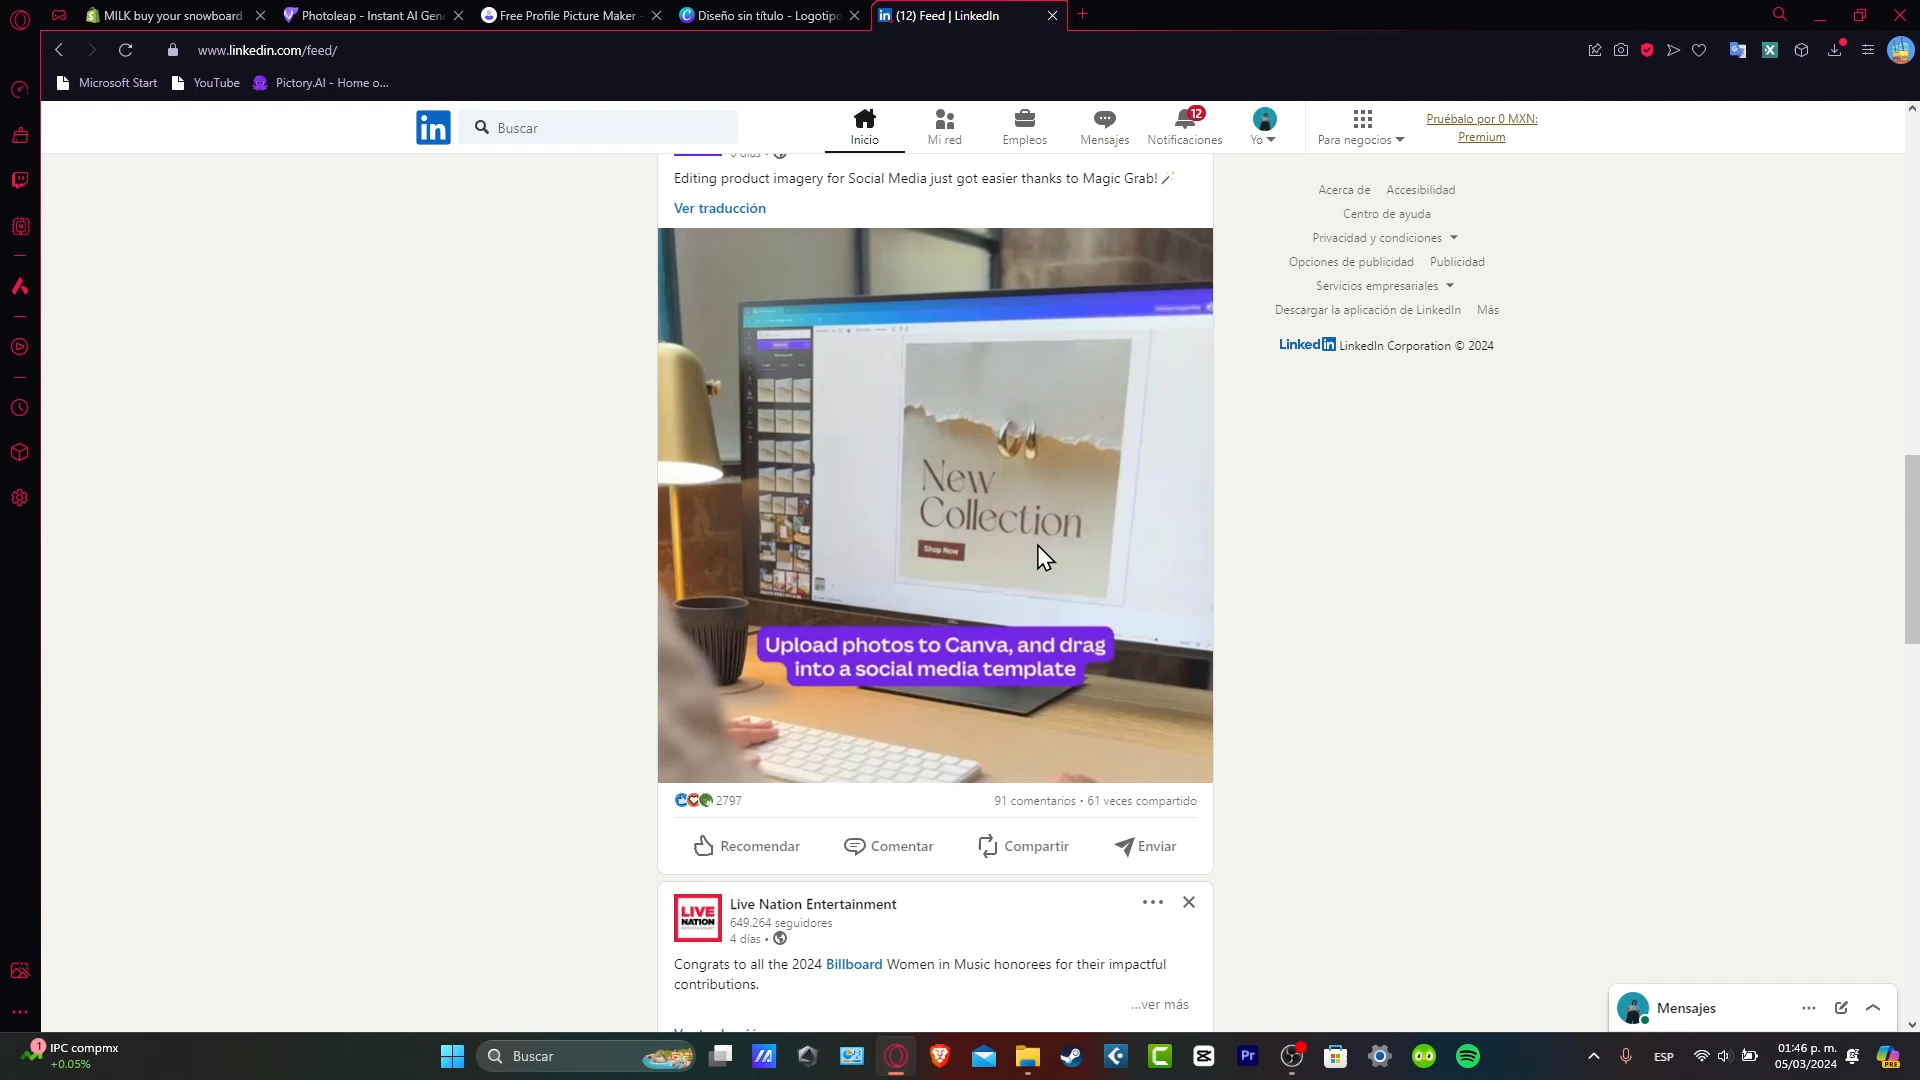 MILK buy your snowboard
Photoleap - Instant AI Gene
Free Profile Picture Maker -
Diseño sin título - Logotipo
(12) Feed | LinkedIn
www.linkedin.com/feed/
Microsoft Start
YouTube
Pictory.AI - Home o...
in
Buscar
Inicio
Mi red
Empleos
Mensajes
12
Notificaciones
Yo
Para negocios
Pruébalo por 0 MXN:
Premium
Editing product imagery for Social Media just got easier thanks to Magic Grab!
Ver traducción
New
Collection
Shop Now
Upload photos to Canva, and drag
into a social media template
2797
91 comentarios • 61 veces compartido
Recomendar
Comentar
Compartir
Enviar
LIVE
NATION
Live Nation Entertainment
649.264 seguidores
4 días •
Congrats to all the 2024 Billboard Women in Music honorees for their impactful
contributions.
...ver más
Acerca de
Accesibilidad
Centro de ayuda
Privacidad y condiciones
Opciones de publicidad
Publicidad
Servicios empresariales
Descargar la aplicación de LinkedIn
Más
LinkedIn LinkedIn Corporation © 2024
Mensajes
1
IPC compmx
+0.05%
Buscar
Pr
ESP
01:46 p. m.
05/03/2024
PRE